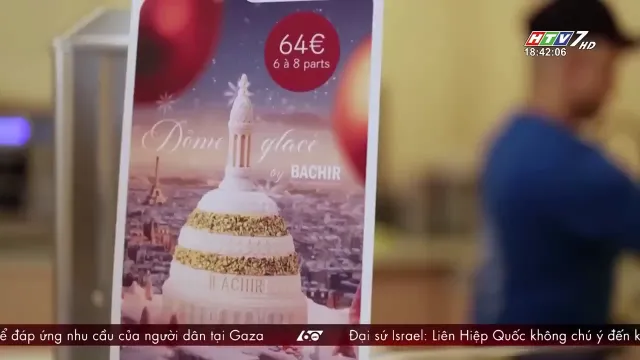 HTV7 HD
18:42:06
64€
6 à 8 parts
Dôme glacé
by BACHIR
BACHIR
ể đáp ứng nhu cầu của người dân tại Gaza
60
Đại sứ Israel: Liên Hiệp Quốc không chú ý đến k